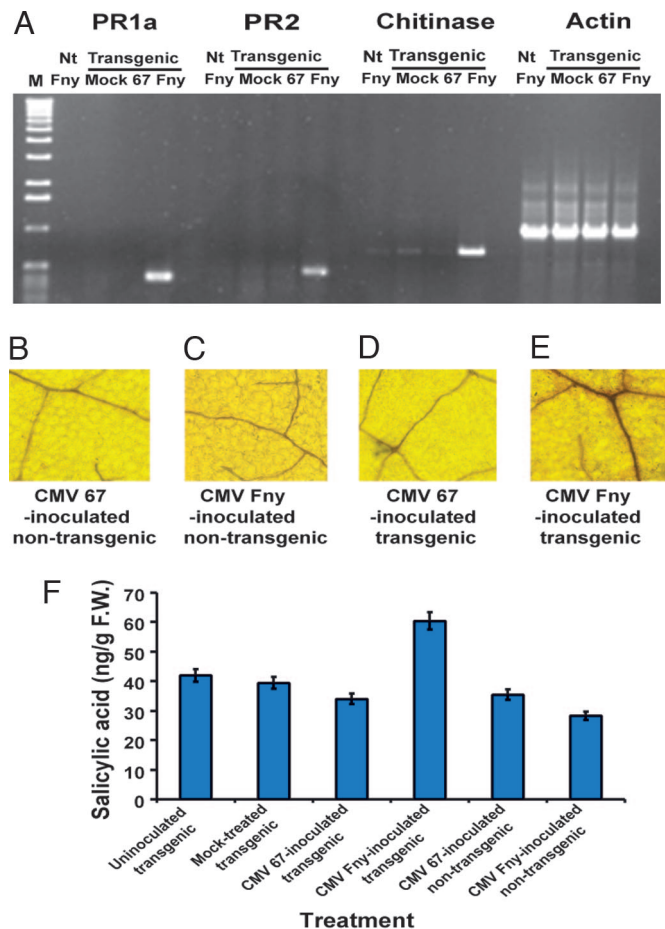 A
PR1a PR2 Chitinase Actin
Nt Transgenic Nt Transgenic Nt Transgenic Nt Transgenic
M Fny Mock 67 Fny Fny Mock 67 Fny Fny Mock 67 Fny Fny Mock 67 Fny
B C D E
CMV 67 -inoculated non-transgenic
CMV Fny -inoculated non-transgenic
CMV 67 -inoculated transgenic
CMV Fny -inoculated transgenic
F
Salicylic acid (ng/g F.W.)
70
60
50
40
30
20
10
0
Uninoculated transgenic
Mock-treated transgenic
CMV 67-inoculated transgenic
CMV Fny-inoculated transgenic
CMV 67-inoculated non-transgenic
CMV Fny-inoculated non-transgenic
Treatment